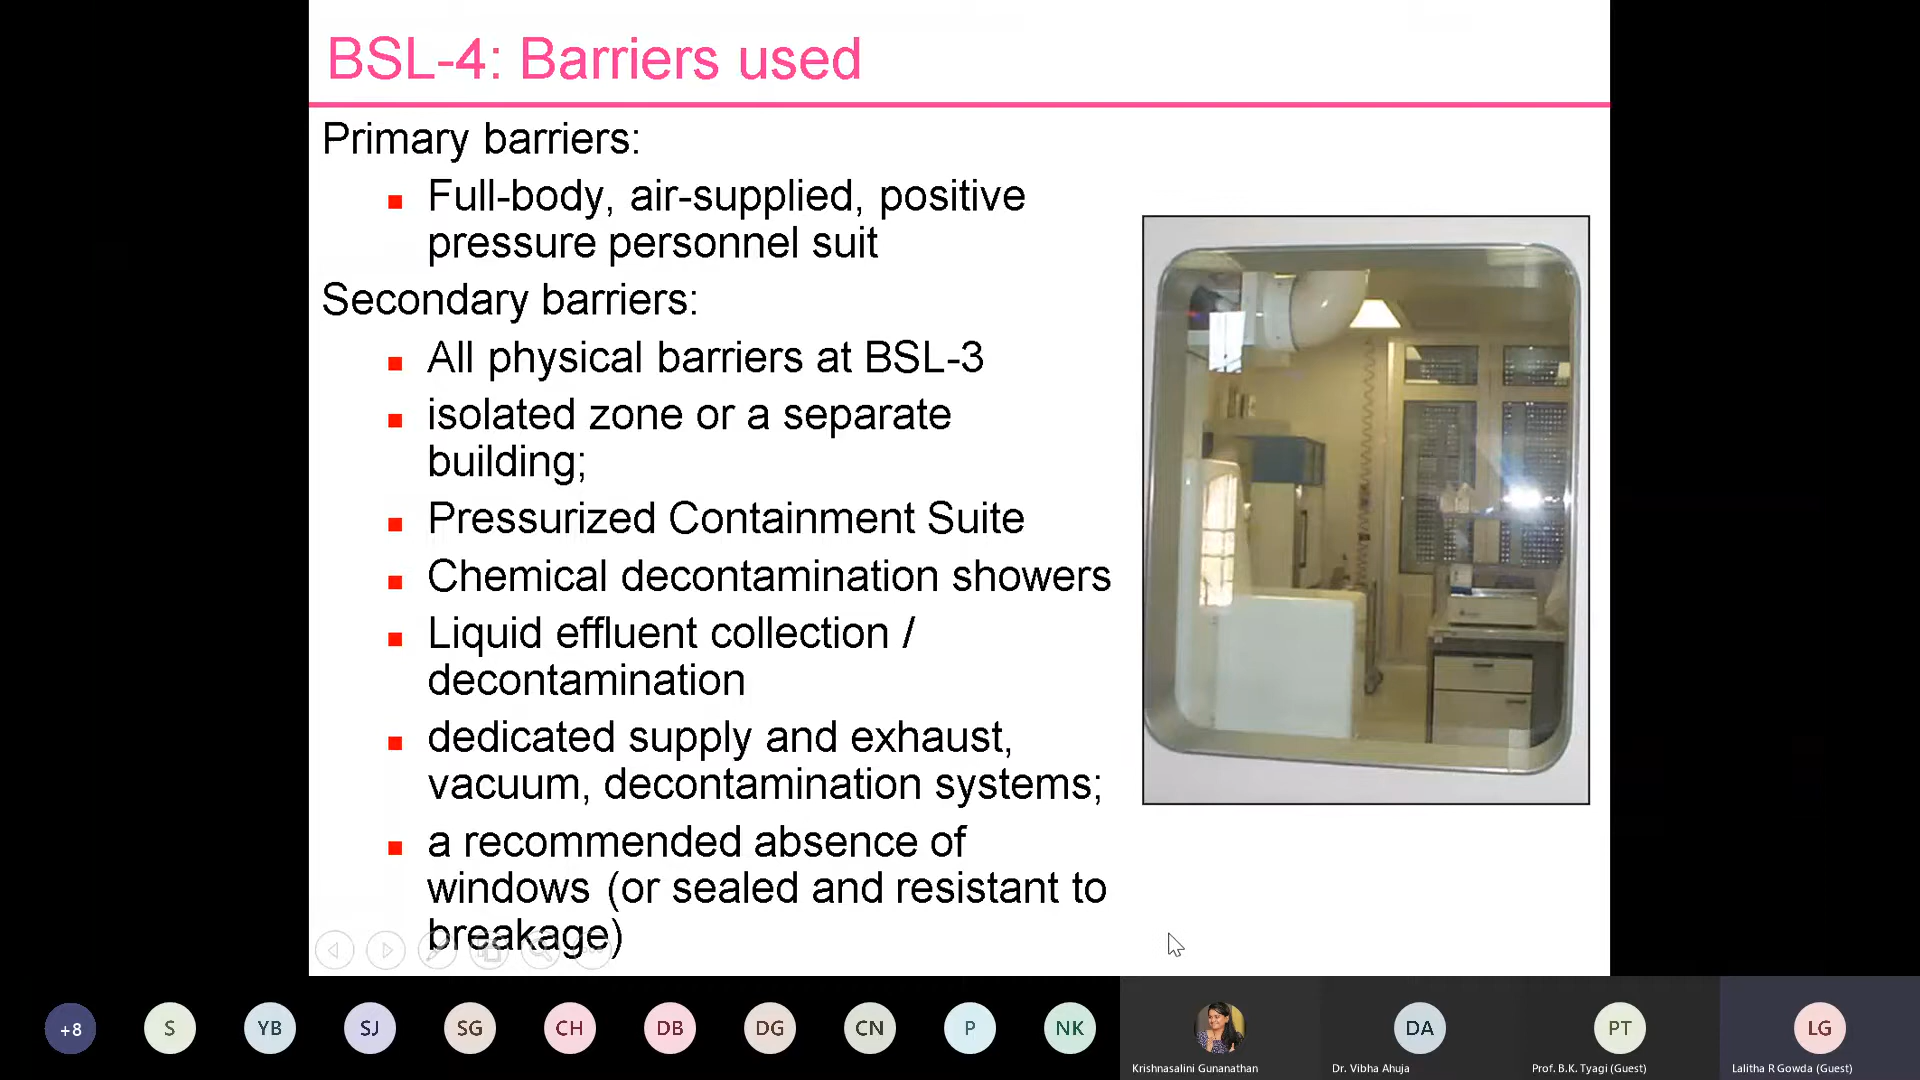 BSL-4: Barriers used
Primary barriers:
Full-body, air-supplied, positive
pressure personnel suit
Secondary barriers:
All physical barriers at BSL-3
isolated zone or a separate
building;
Pressurized Containment Suite
Chemical decontamination showers
Liquid effluent collection /
decontamination
dedicated supply and exhaust,
vacuum, decontamination systems;
a recommended absence of
windows (or sealed and resistant to
breakage)
+8
S
YB
SJ
SG
CH
DB
DG
CN
P
NK
DA
PT
LG
Krishnasalini Gunanathan
Dr. Vibha Ahuja
Prof. B.K. Tyagi (Guest)
Lalitha R Gowda (Guest)